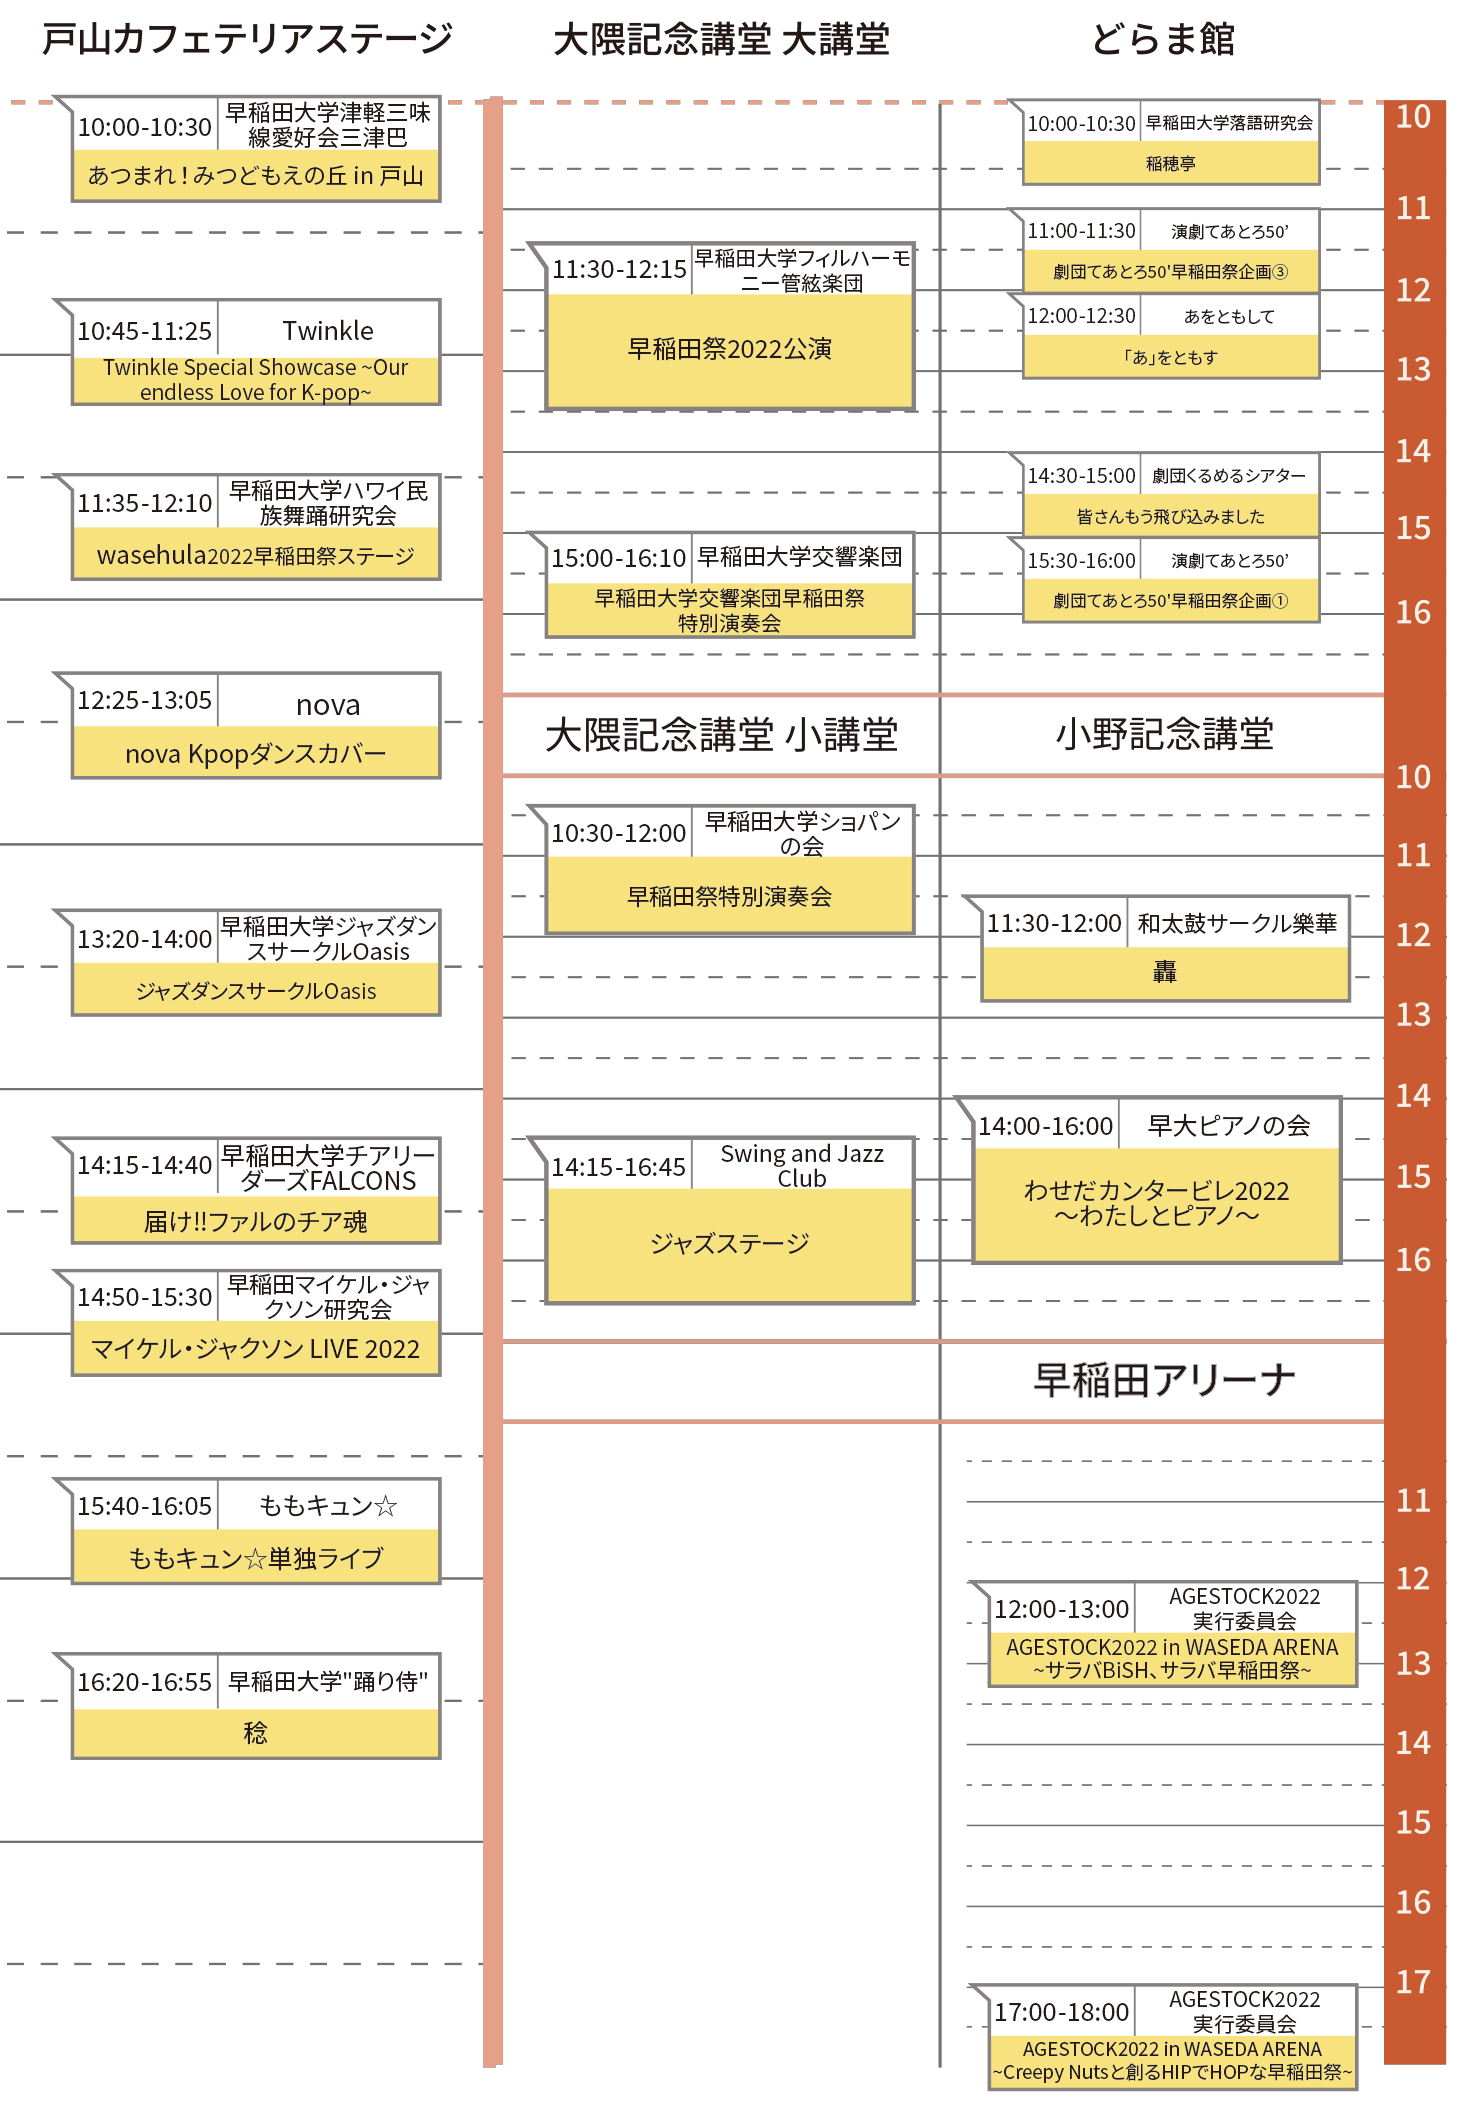 戸山カフェテリアステージ
10:00-10:30
早稲田大学津軽三味
線愛好会三津巴
あつまれ！みつどもえの丘 in 戸山
10:45-11:25
Twinkle
Twinkle Special Showcase ~Our
endless Love for K-pop~
11:35-12:10
早稲田大学ハワイ民
族舞踊研究会
wasehula2022早稲田祭ステージ
12:25-13:05
nova
nova Kpopダンスカバー
13:20-14:00
早稲田大学ジャズダン
スサークルOasis
ジャズダンスサークルOasis
14:15-14:40
早稲田大学チアリー
ダーズFALCONS
届け!!ファルのチア魂
14:50-15:30
早稲田マイケル・ジャ
クソン研究会
マイケル・ジャクソン LIVE 2022
15:40-16:05
ももキュン☆
ももキュン☆単独ライブ
16:20-16:55
早稲田大学"踊り侍"
稔
大隈記念講堂 大講堂
11:30-12:15
早稲田大学フィルハーモ
ニー管絃楽団
早稲田祭2022公演
15:00-16:10
早稲田大学交響楽団
早稲田大学交響楽団早稲田祭
特別演奏会
大隈記念講堂 小講堂
10:30-12:00
早稲田大学ショパン
の会
早稲田祭特別演奏会
14:15-16:45
Swing and Jazz
Club
ジャズステージ
どらま館
10:00-10:30
早稲田大学落語研究会
稲穂亭
11:00-11:30
演劇てあとろ50’
劇団てあとろ50'早稲田祭企画③
12:00-12:30
あをともして
「あ」をともす
14:30-15:00
劇団くるめるシアター
皆さんもう飛び込みました
15:30-16:00
演劇てあとろ50’
劇団てあとろ50'早稲田祭企画①
小野記念講堂
11:30-12:00
和太鼓サークル樂華
轟
14:00-16:00
早大ピアノの会
わせだカンタービレ2022
～わたしとピアノ～
早稲田アリーナ
12:00-13:00
AGESTOCK2022
実行委員会
AGESTOCK2022 in WASEDA ARENA
~サラバBiSH、サラバ早稲田祭~
17:00-18:00
AGESTOCK2022
実行委員会
AGESTOCK2022 in WASEDA ARENA
~Creepy Nutsと創るHIPでHOPな早稲田祭~
10
11
12
13
14
15
16
10
11
12
13
14
15
16
11
12
13
14
15
16
17